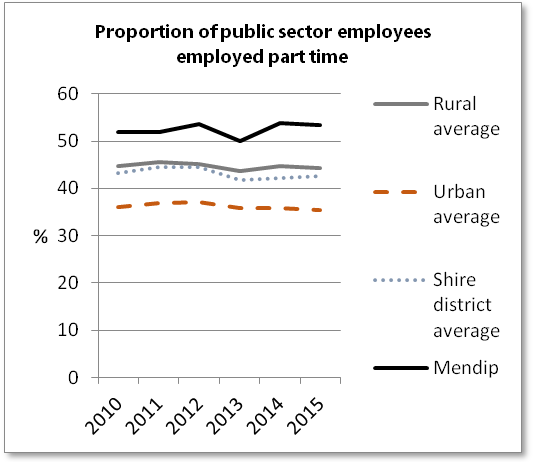 Proportion of public sector employees
employed part time
60
50
40
30
20
10
0
%
2010
2011
2012
2013
2014
2015
Rural
average
Urban
average
Shire
district
average
Mendip